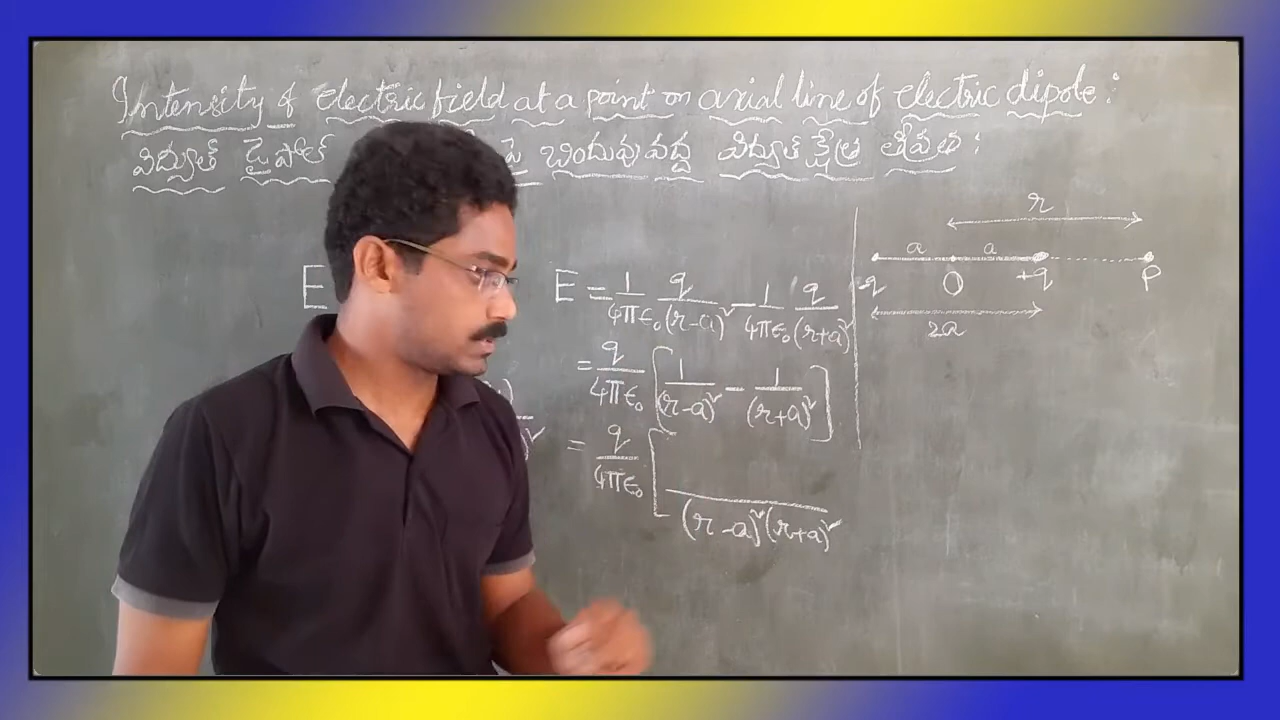 Intensity of electric field at a point on axial line of electric dipole:
విద్యుత్ డైపోల్ పై బిందువు వద్ద విద్యుత్ క్షేత్ర తీవ్రత:
E
E = 1/4πε₀ q/(r-a)² - 1/4πε₀ q/(r+a)²
= q/4πε₀ [1/(r-a)² - 1/(r+a)²]
= q/4πε₀ [ /(r-a)²(r+a)²
r
a a
-q O +q P
2a